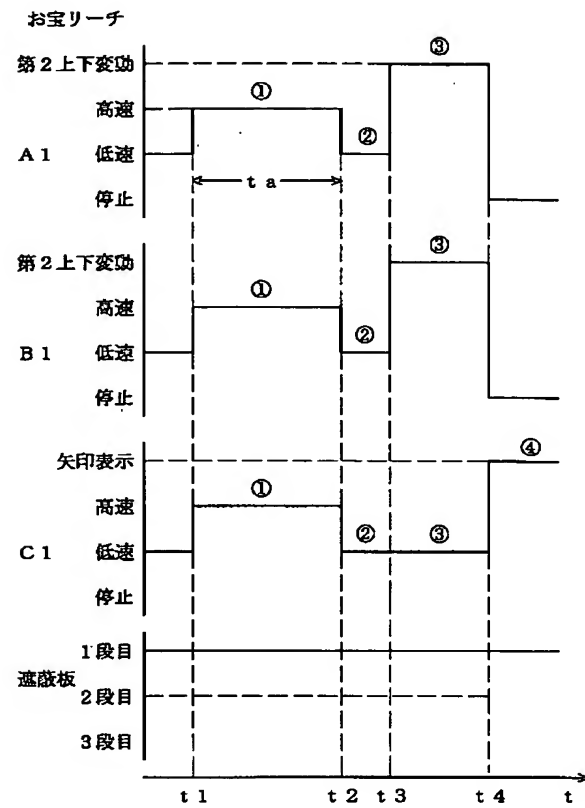 お宝リーチ
③
第2上下変動
①
高速
②
A1 低速
ta
停止
③
第2上下変動
①
高速
②
B1 低速
停止
④
矢印表示
①
高速
② ③
C1 低速
停止
1段目
遮蔽板
2段目
3段目
t1 t2 t3 t4 t